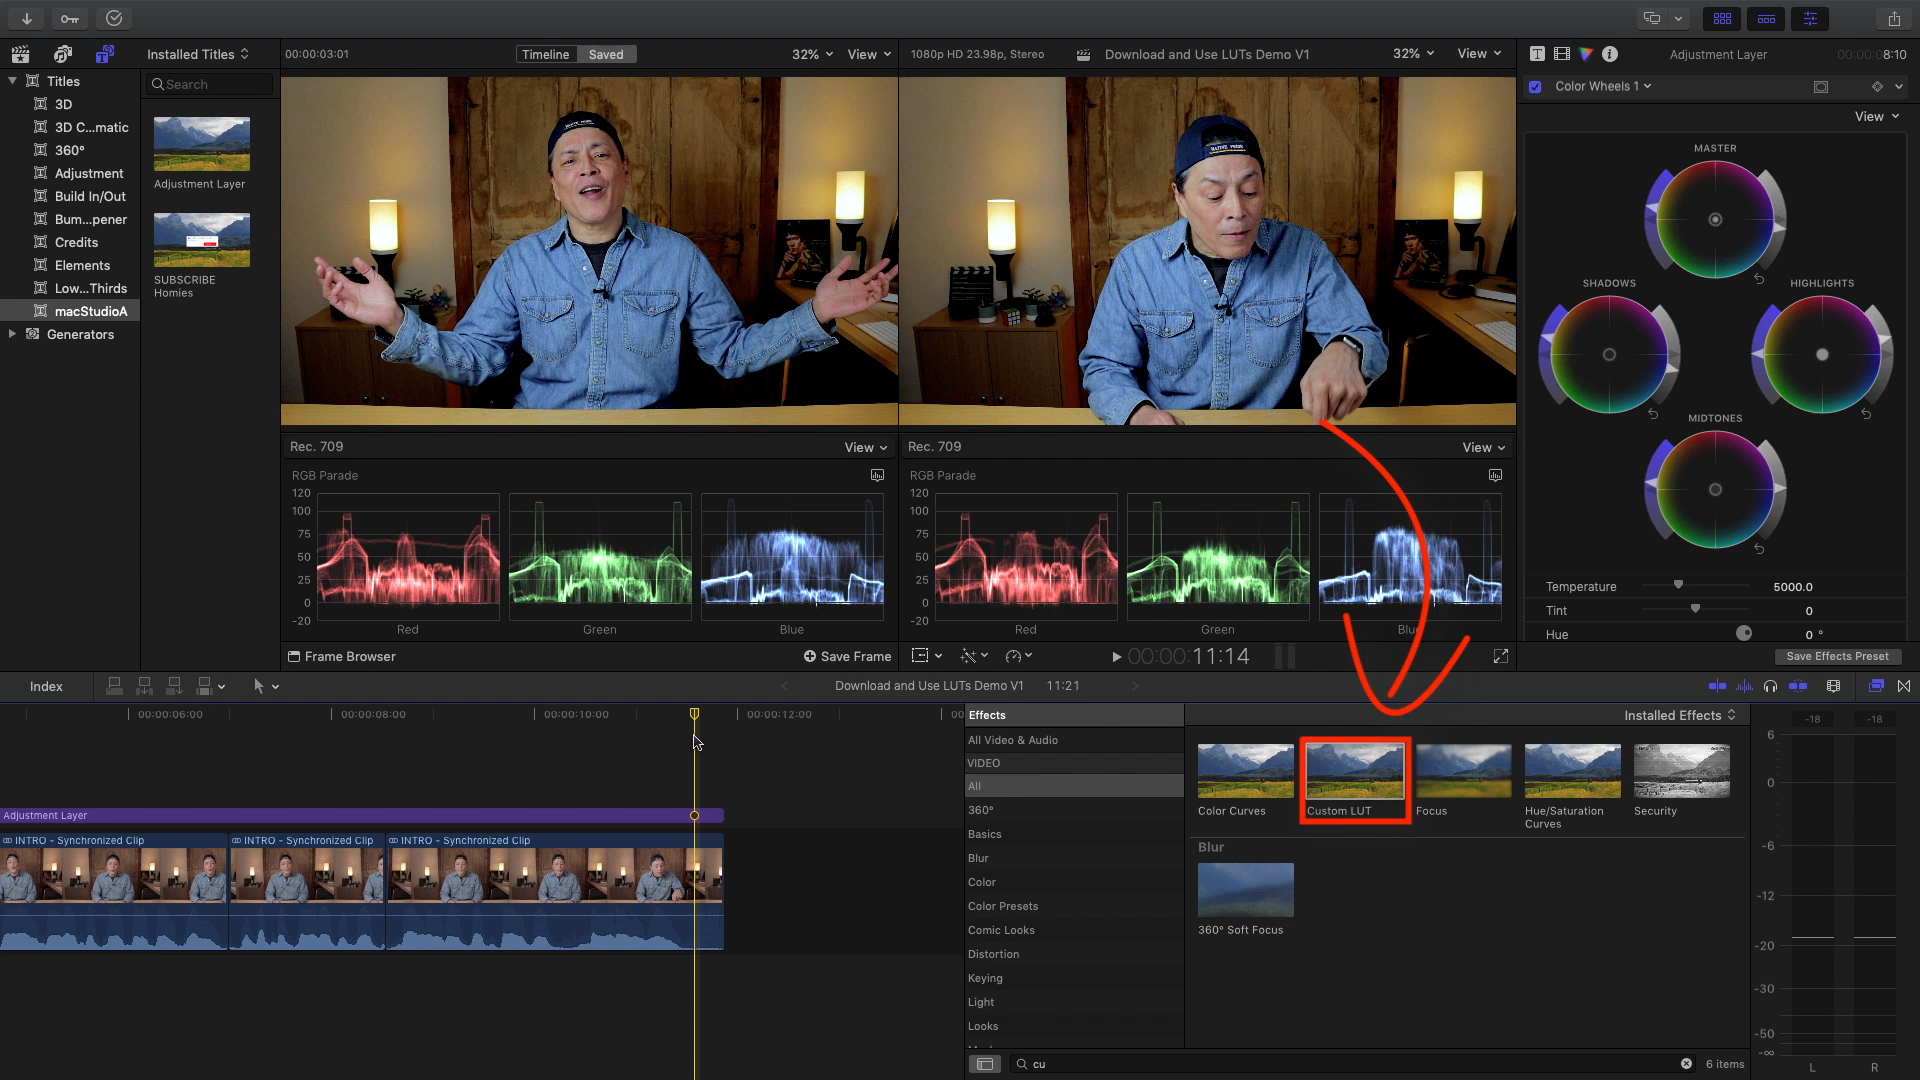 Installed Titles
00:00:03:01
Timeline
Saved
32%
View
1080p HD 23.98p, Stereo
Download and Use LUTs Demo V1
32%
View
Adjustment Layer
00:00:08:10
Titles
3D
3D C...matic
360°
Adjustment
Build In/Out
Bum...pener
Credits
Elements
Low...Thirds
macStudioA
Generators
Search
Adjustment Layer
SUBSCRIBE
Homies
NATIVE
Color Wheels 1
View
MASTER
SHADOWS
HIGHLIGHTS
MIDTONES
Temperature
5000.0
Tint
0
Hue
0 °
Save Effects Preset
Rec. 709
View
RGB Parade
120
100
75
50
25
0
-20
Red
Green
Blue
Rec. 709
View
RGB Parade
120
100
75
50
25
0
-20
Red
Green
Blue
Frame Browser
Save Frame
00:00:11:14
Index
Download and Use LUTs Demo V1
11:21
00:00:06:00
00:00:08:00
00:00:10:00
00:00:12:00
00
Adjustment Layer
INTRO - Synchronized Clip
INTRO - Synchronized Clip
INTRO - Synchronized Clip
Effects
All Video & Audio
VIDEO
All
360°
Basics
Blur
Color
Color Presets
Comic Looks
Distortion
Keying
Light
Looks
Installed Effects
Color Curves
Custom LUT
Focus
Hue/Saturation
Curves
Security
Blur
360° Soft Focus
cu
6 items
-18
-18
6
0
-6
-12
-20
-30
-50
-∞
L
R